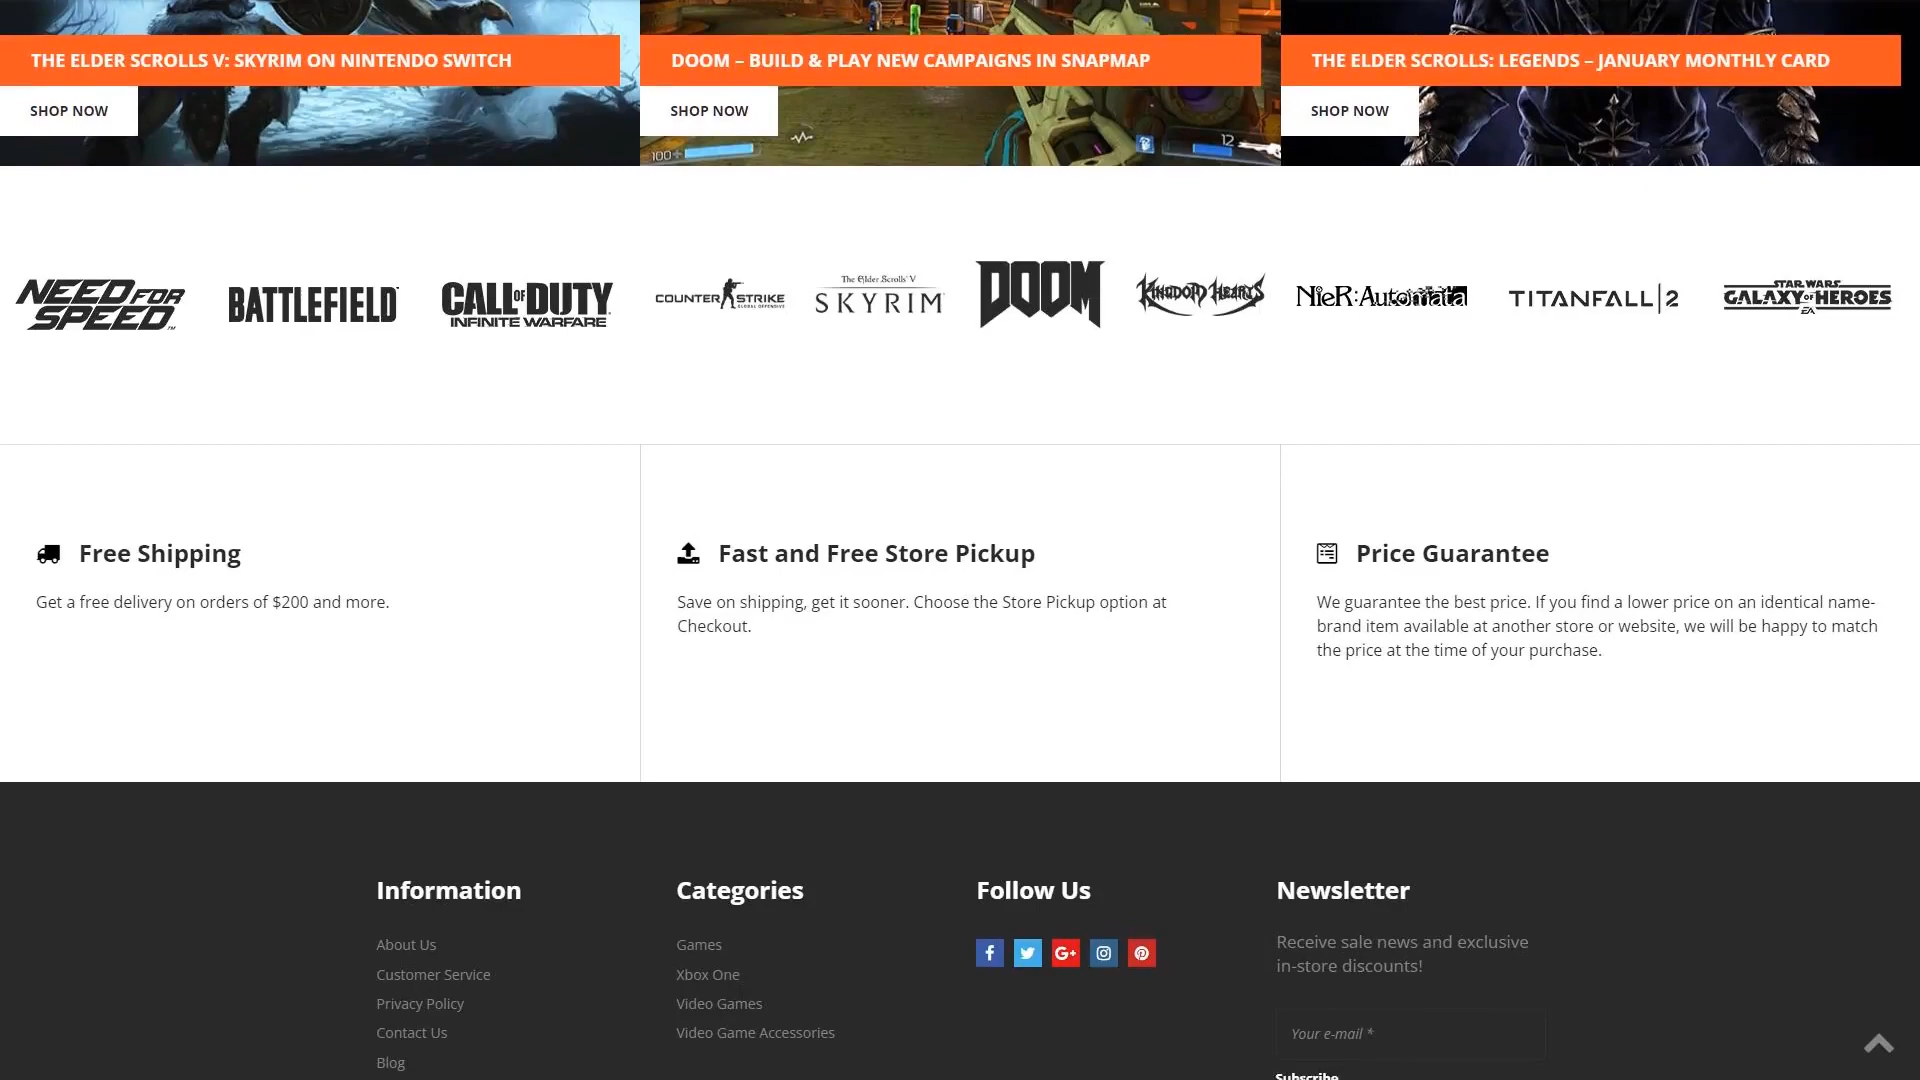 THE ELDER SCROLLS V: SKYRIM ON NINTENDO SWITCH
SHOP NOW
DOOM – BUILD & PLAY NEW CAMPAIGNS IN SNAPMAP
SHOP NOW
100
12
THE ELDER SCROLLS: LEGENDS – JANUARY MONTHLY CARD
SHOP NOW
NEED FOR
SPEED
BATTLEFIELD
CALL OF DUTY
INFINITE WARFARE
COUNTER STRIKE
GLOBAL OFFENSIVE
The Elder Scrolls V
SKYRIM
DOOM
KINGDOM HEARTS
NieR:Automata
TITANFALL|2
STAR WARS
GALAXY OF HEROES
EA
Free Shipping
Get a free delivery on orders of $200 and more.
Fast and Free Store Pickup
Save on shipping, get it sooner. Choose the Store Pickup option at
Checkout.
Price Guarantee
We guarantee the best price. If you find a lower price on an identical name-
brand item available at another store or website, we will be happy to match
the price at the time of your purchase.
Information
About Us
Customer Service
Privacy Policy
Contact Us
Blog
Categories
Games
Xbox One
Video Games
Video Game Accessories
Follow Us
Newsletter
Receive sale news and exclusive
in-store discounts!
Your e-mail *
Subscribe